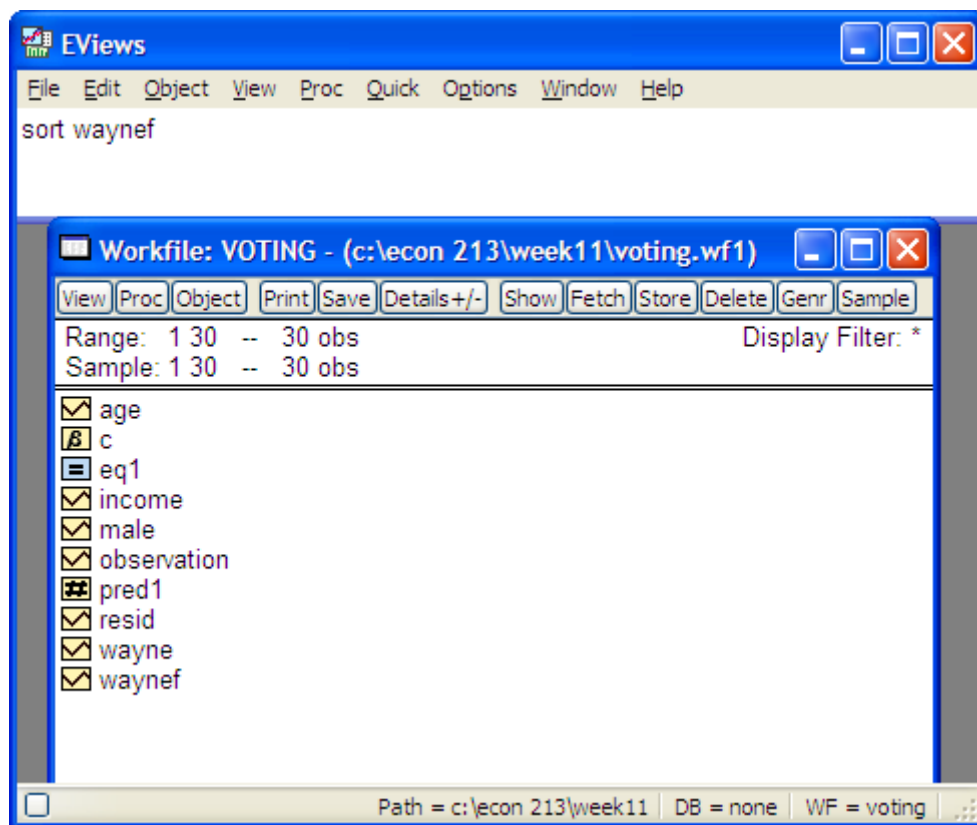 EViews
File Edit Object View Proc Quick Options Window Help
sort waynef
Workfile: VOTING - (c:\econ 213\week11\voting.wf1)
View Proc Object Print Save Details+/- Show Fetch Store Delete Genr Sample
Range: 1 30 -- 30 obs Display Filter: *
Sample: 1 30 -- 30 obs
age
β c
= eq1
income
male
observation
# pred1
resid
wayne
waynef
Path = c:\econ 213\week11 DB = none WF = voting